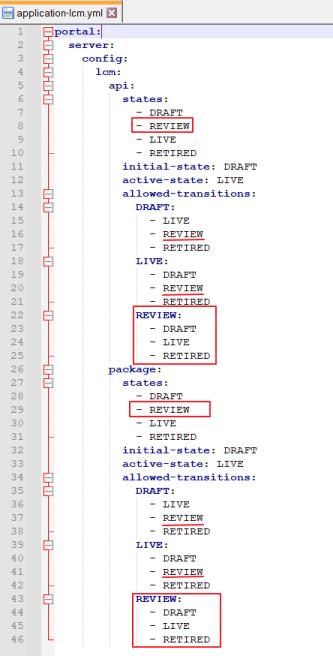 application-lcm.yml
1 portal:
2 server:
3 config:
4 lcm:
5 api:
6 states:
7 - DRAFT
8 - REVIEW
9 - LIVE
10 - RETIRED
11 initial-state: DRAFT
12 active-state: LIVE
13 allowed-transitions:
14 DRAFT:
15 - LIVE
16 - REVIEW
17 - RETIRED
18 LIVE:
19 - DRAFT
20 - REVIEW
21 - RETIRED
22 REVIEW:
23 - DRAFT
24 - LIVE
25 - RETIRED
26 package:
27 states:
28 - DRAFT
29 - REVIEW
30 - LIVE
31 - RETIRED
32 initial-state: DRAFT
33 active-state: LIVE
34 allowed-transitions:
35 DRAFT:
36 - LIVE
37 - REVIEW
38 - RETIRED
39 LIVE:
40 - DRAFT
41 - REVIEW
42 - RETIRED
43 REVIEW:
44 - DRAFT
45 - LIVE
46 - RETIRED